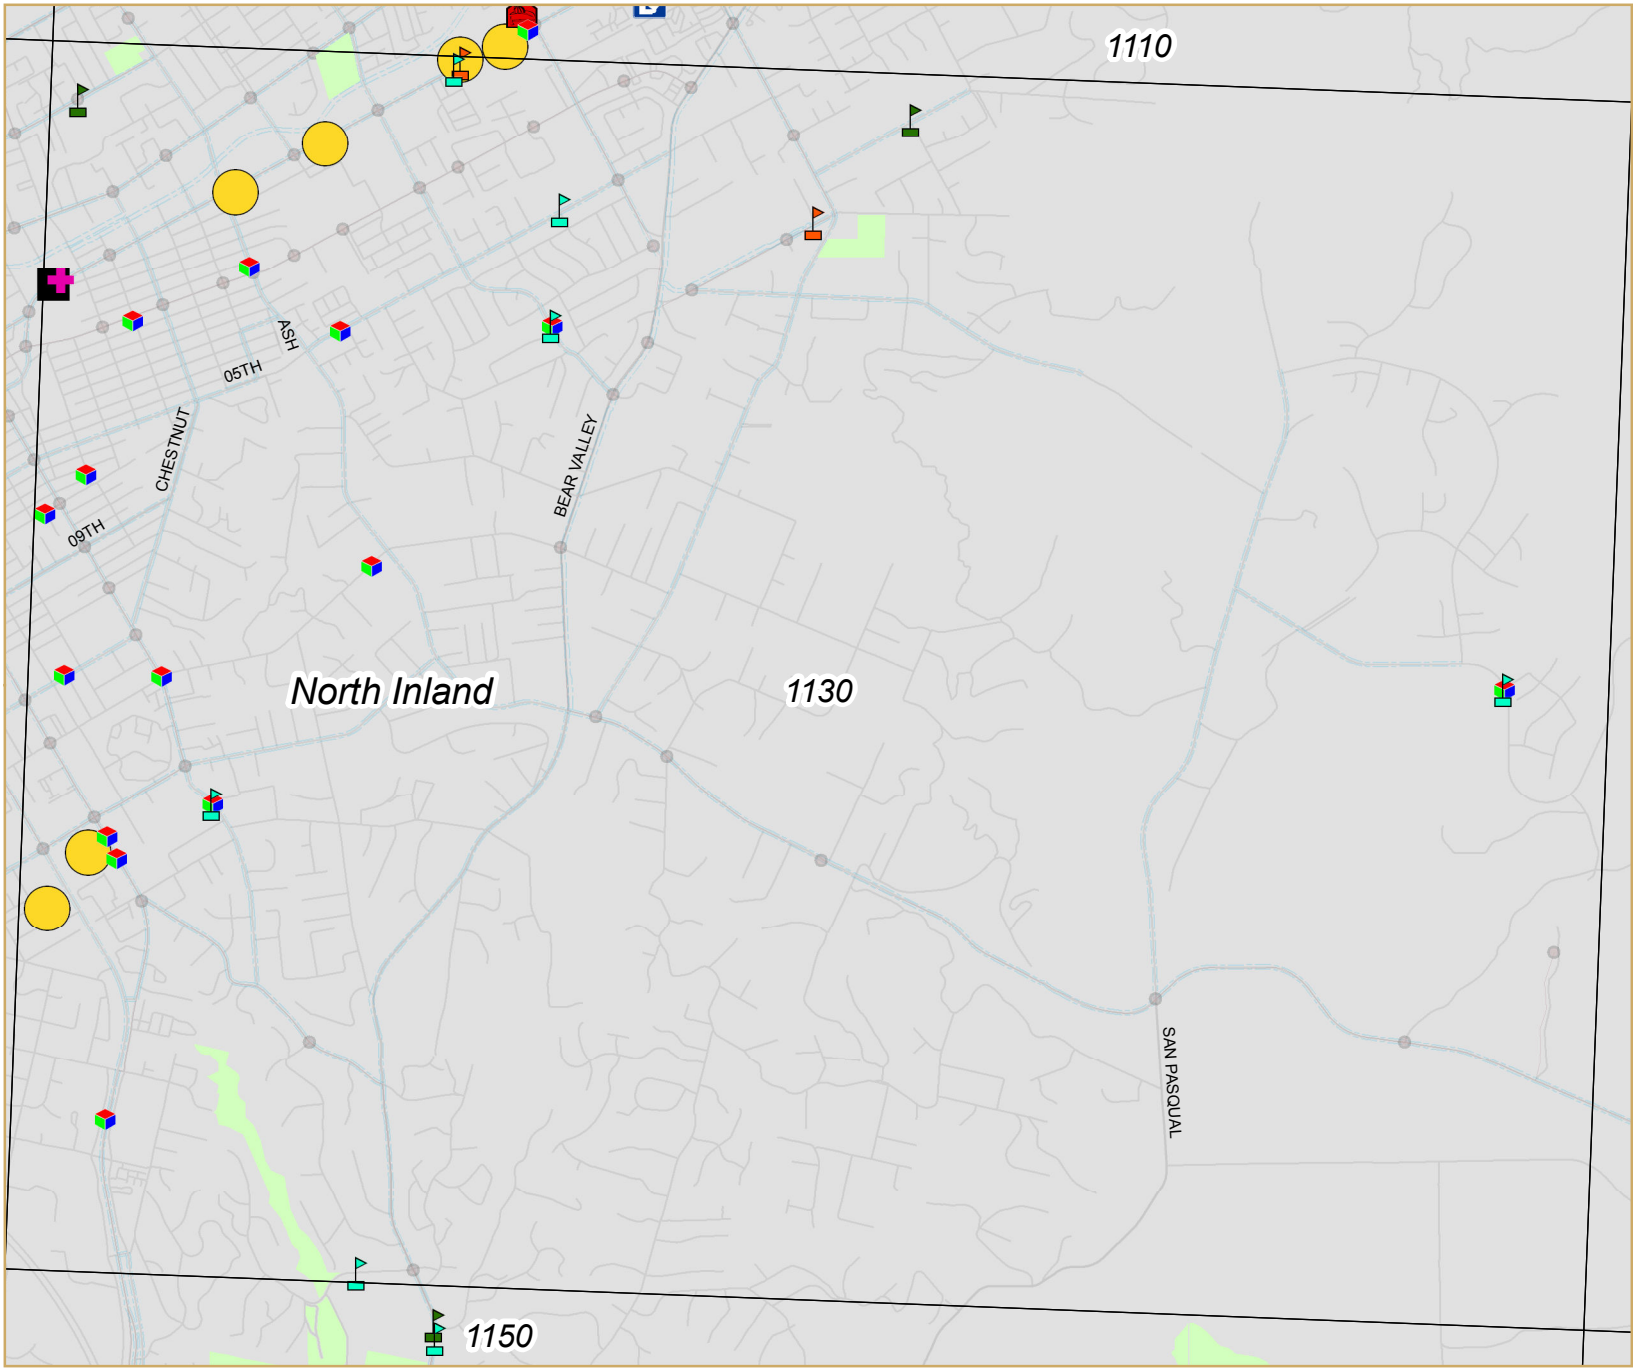 1110
ASH
05TH
CHESTNUT
BEAR VALLEY
09TH
North Inland
1130
SAN PASQUAL
1150